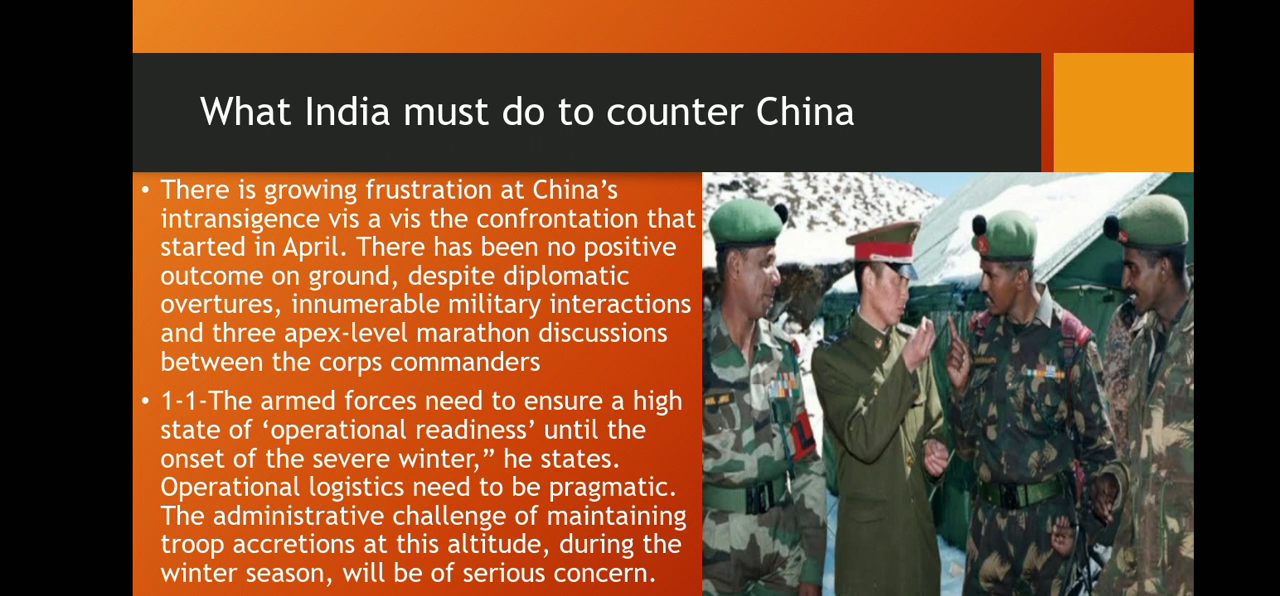 What India must do to counter China
• There is growing frustration at China’s
intransigence vis a vis the confrontation that
started in April. There has been no positive
outcome on ground, despite diplomatic
overtures, innumerable military interactions
and three apex-level marathon discussions
between the corps commanders
• 1-1-The armed forces need to ensure a high
state of ‘operational readiness’ until the
onset of the severe winter,” he states.
Operational logistics need to be pragmatic.
The administrative challenge of maintaining
troop accretions at this altitude, during the
winter season, will be of serious concern.